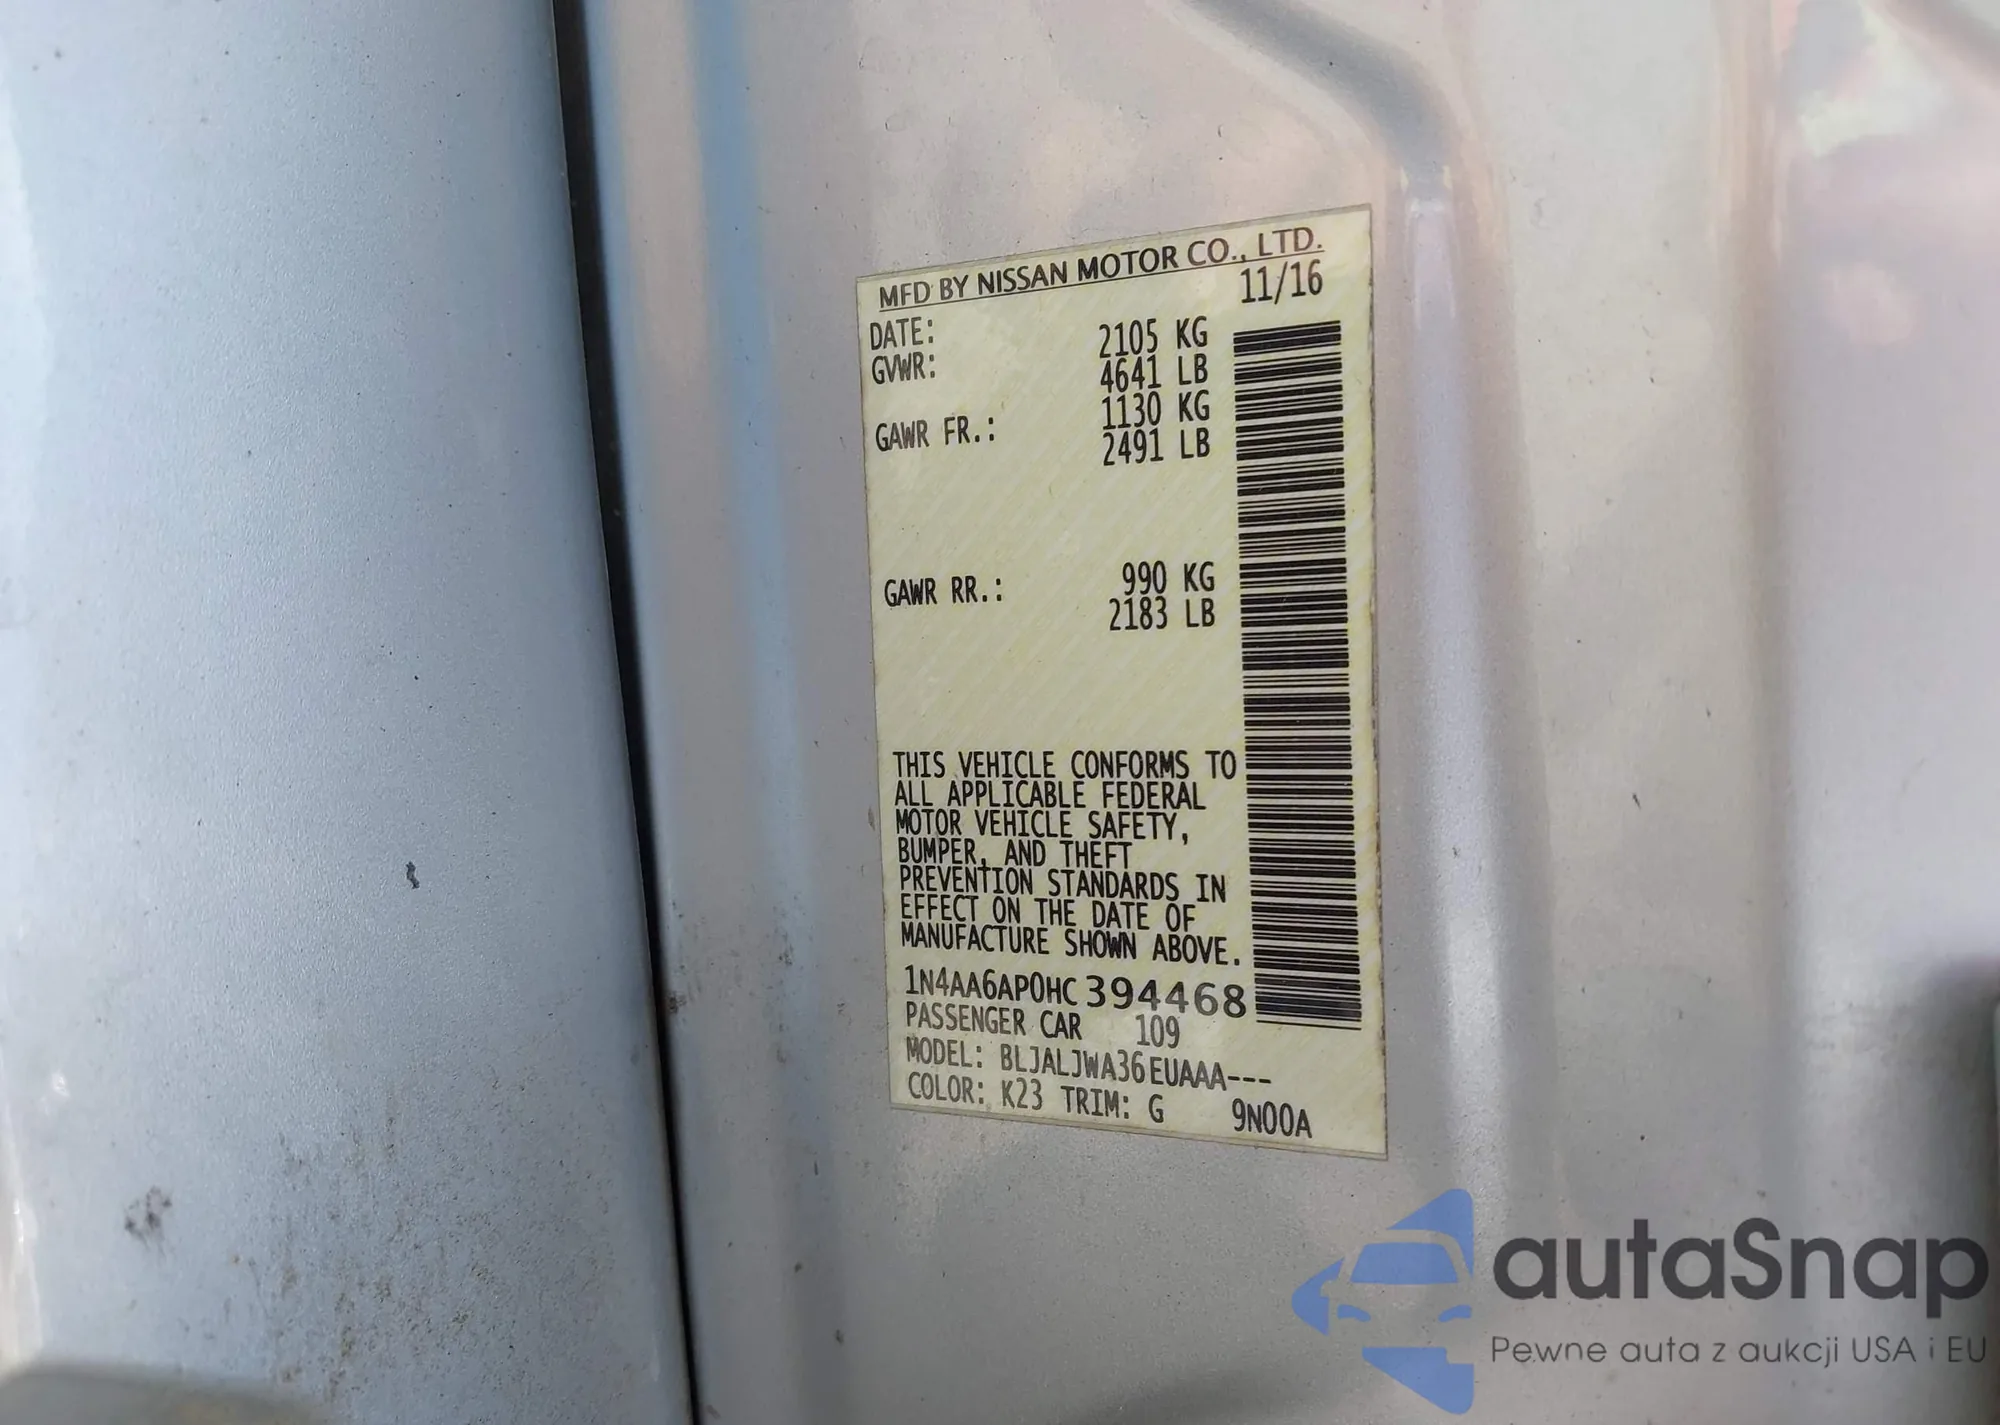 MFD BY NISSAN MOTOR CO., LTD.
DATE: 11/16
GVWR: 2105 KG
4641 LB
GAWR FR.: 1130 KG
2491 LB
GAWR RR.: 990 KG
2183 LB
THIS VEHICLE CONFORMS TO
ALL APPLICABLE FEDERAL
MOTOR VEHICLE SAFETY,
BUMPER, AND THEFT
PREVENTION STANDARDS IN
EFFECT ON THE DATE OF
MANUFACTURE SHOWN ABOVE.
1N4AA6AP0HC394468
PASSENGER CAR 109
MODEL: BLJALJWA36EUAAA---
COLOR: K23 TRIM: G 9N00A
autaSnap
Pewne auta z aukcji USA i EU